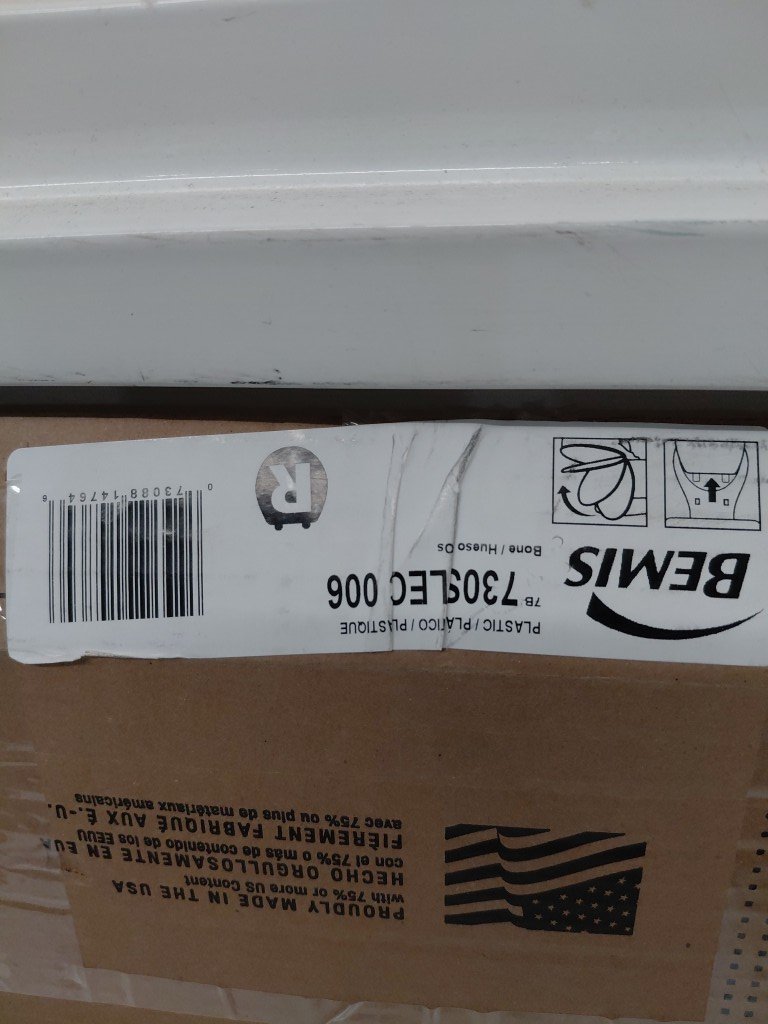 BEMIS
PLASTIC / PLÁTICO / PLASTIQUE
7B 730SLEC 006
Bone / Hueso Os
R
0 73088 14764 6
PROUDLY MADE IN THE USA
with 75% or more US Content
HECHO ORGULLOSAMENTE EN EUA
con el 75% o más de contenido de los EEUU
FIÈREMENT FABRIQUÉ AUX É.-U.
avec 75% ou plus de matériaux américains